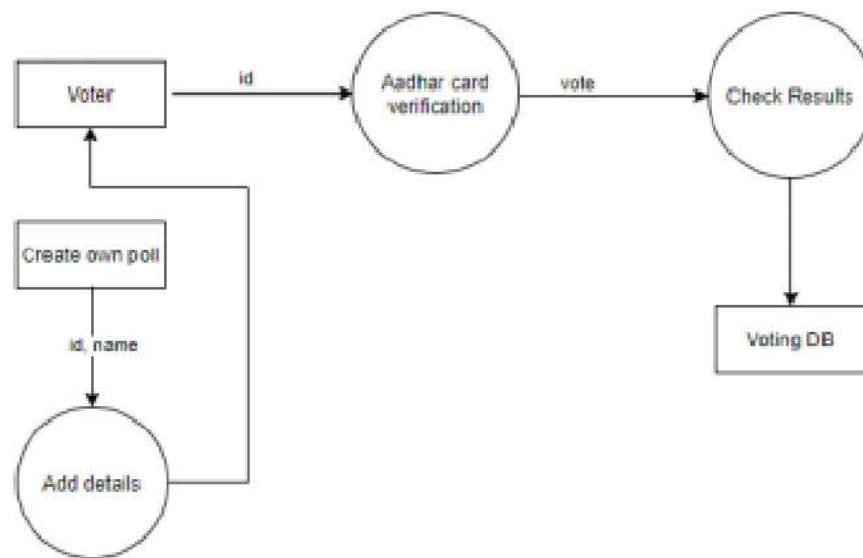 id
Voter
Aadhar card
verification
vote
Check Results
Create own poll
id, name
Voting DB
Add details